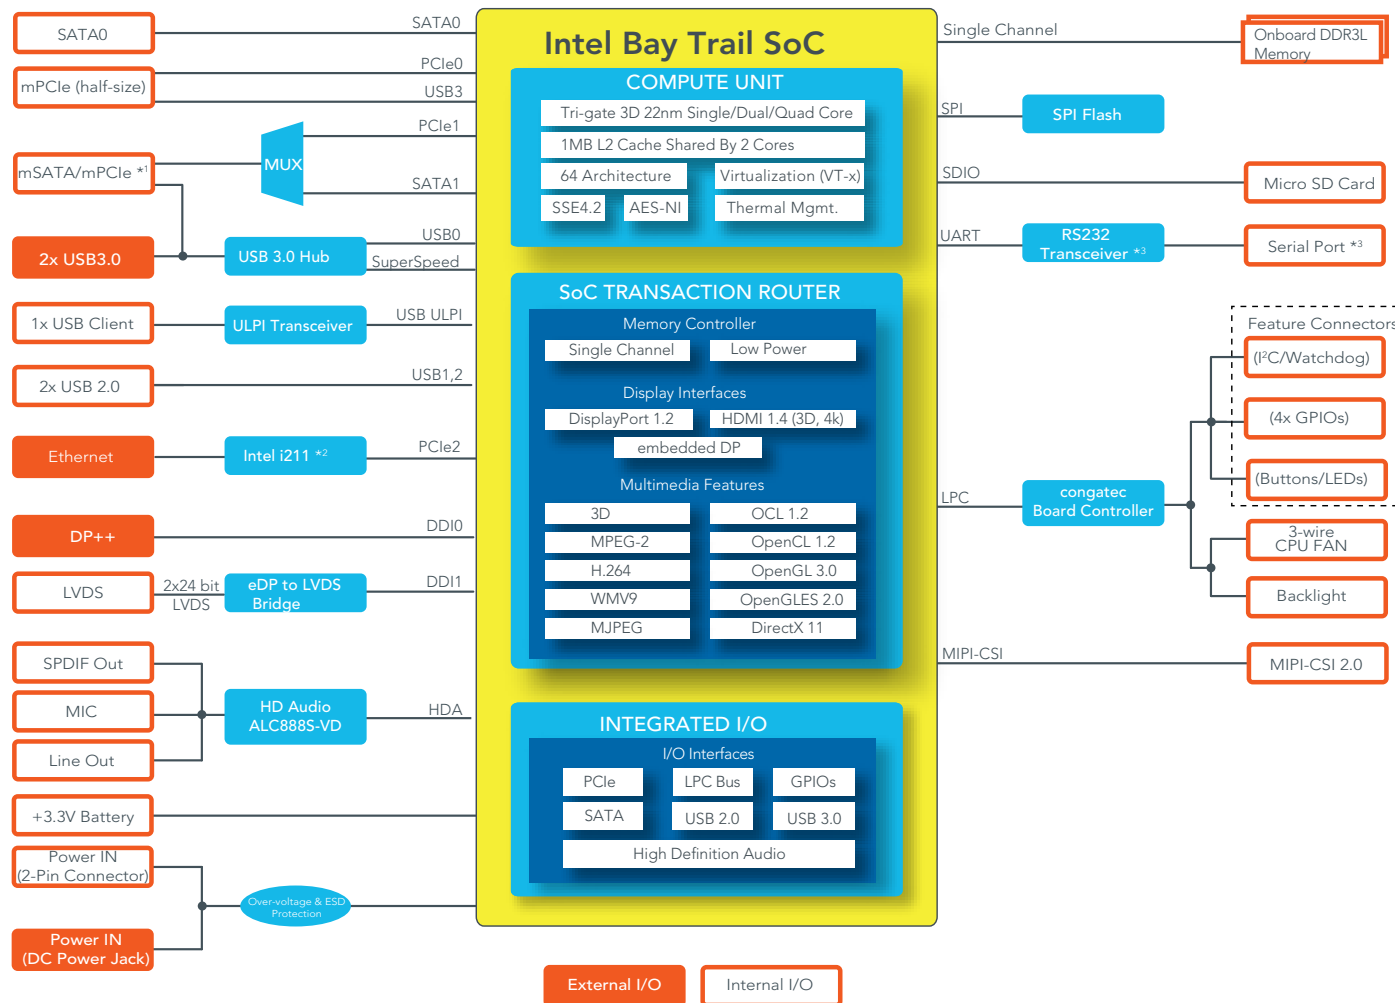 SATA0
mPCIe (half-size)
mSATA/mPCIe *1
2x USB3.0
1x USB Client
2x USB 2.0
Ethernet
DP++
LVDS
SPDIF Out
MIC
Line Out
+3.3V Battery
Power IN
(2-Pin Connector)
Power IN
(DC Power Jack)
MUX
USB 3.0 Hub
ULPI Transceiver
Intel i211 *2
2x24 bit
LVDS
eDP to LVDS
Bridge
HD Audio
ALC888S-VD
Over-voltage & ESD
Protection
SATA0
PCIe0
USB3
PCIe1
SATA1
USB0
SuperSpeed
USB ULPI
USB1,2
PCIe2
DDI0
DDI1
HDA
Intel Bay Trail SoC
COMPUTE UNIT
Tri-gate 3D 22nm Single/Dual/Quad Core
1MB L2 Cache Shared By 2 Cores
64 Architecture
Virtualization (VT-x)
SSE4.2
AES-NI
Thermal Mgmt.
SoC TRANSACTION ROUTER
Memory Controller
Single Channel
Low Power
Display Interfaces
DisplayPort 1.2
HDMI 1.4 (3D, 4k)
embedded DP
Multimedia Features
3D
OCL 1.2
MPEG-2
OpenCL 1.2
H.264
OpenGL 3.0
WMV9
OpenGLES 2.0
MJPEG
DirectX 11
INTEGRATED I/O
I/O Interfaces
PCIe
LPC Bus
GPIOs
SATA
USB 2.0
USB 3.0
High Definition Audio
Single Channel
SPI
SDIO
UART
LPC
MIPI-CSI
SPI Flash
RS232
Transceiver *3
congatec
Board Controller
Onboard DDR3L
Memory
Micro SD Card
Serial Port *3
Feature Connectors
(I²C/Watchdog)
(4x GPIOs)
(Buttons/LEDs)
3-wire
CPU FAN
Backlight
MIPI-CSI 2.0
External I/O
Internal I/O